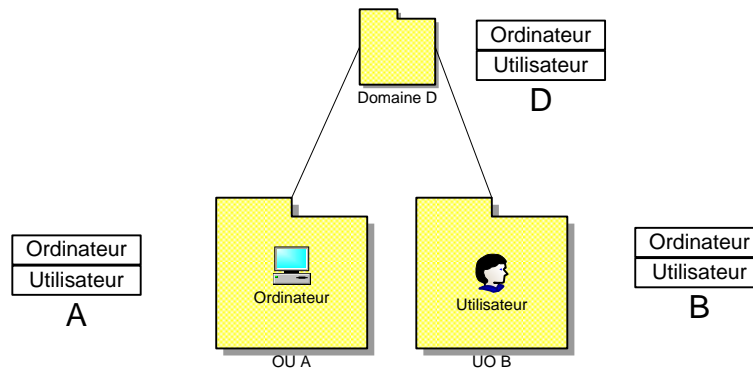 Ordinateur
Utilisateur
D
Domaine D
Ordinateur
Utilisateur
A
Ordinateur
OU A
Utilisateur
UO B
Ordinateur
Utilisateur
B